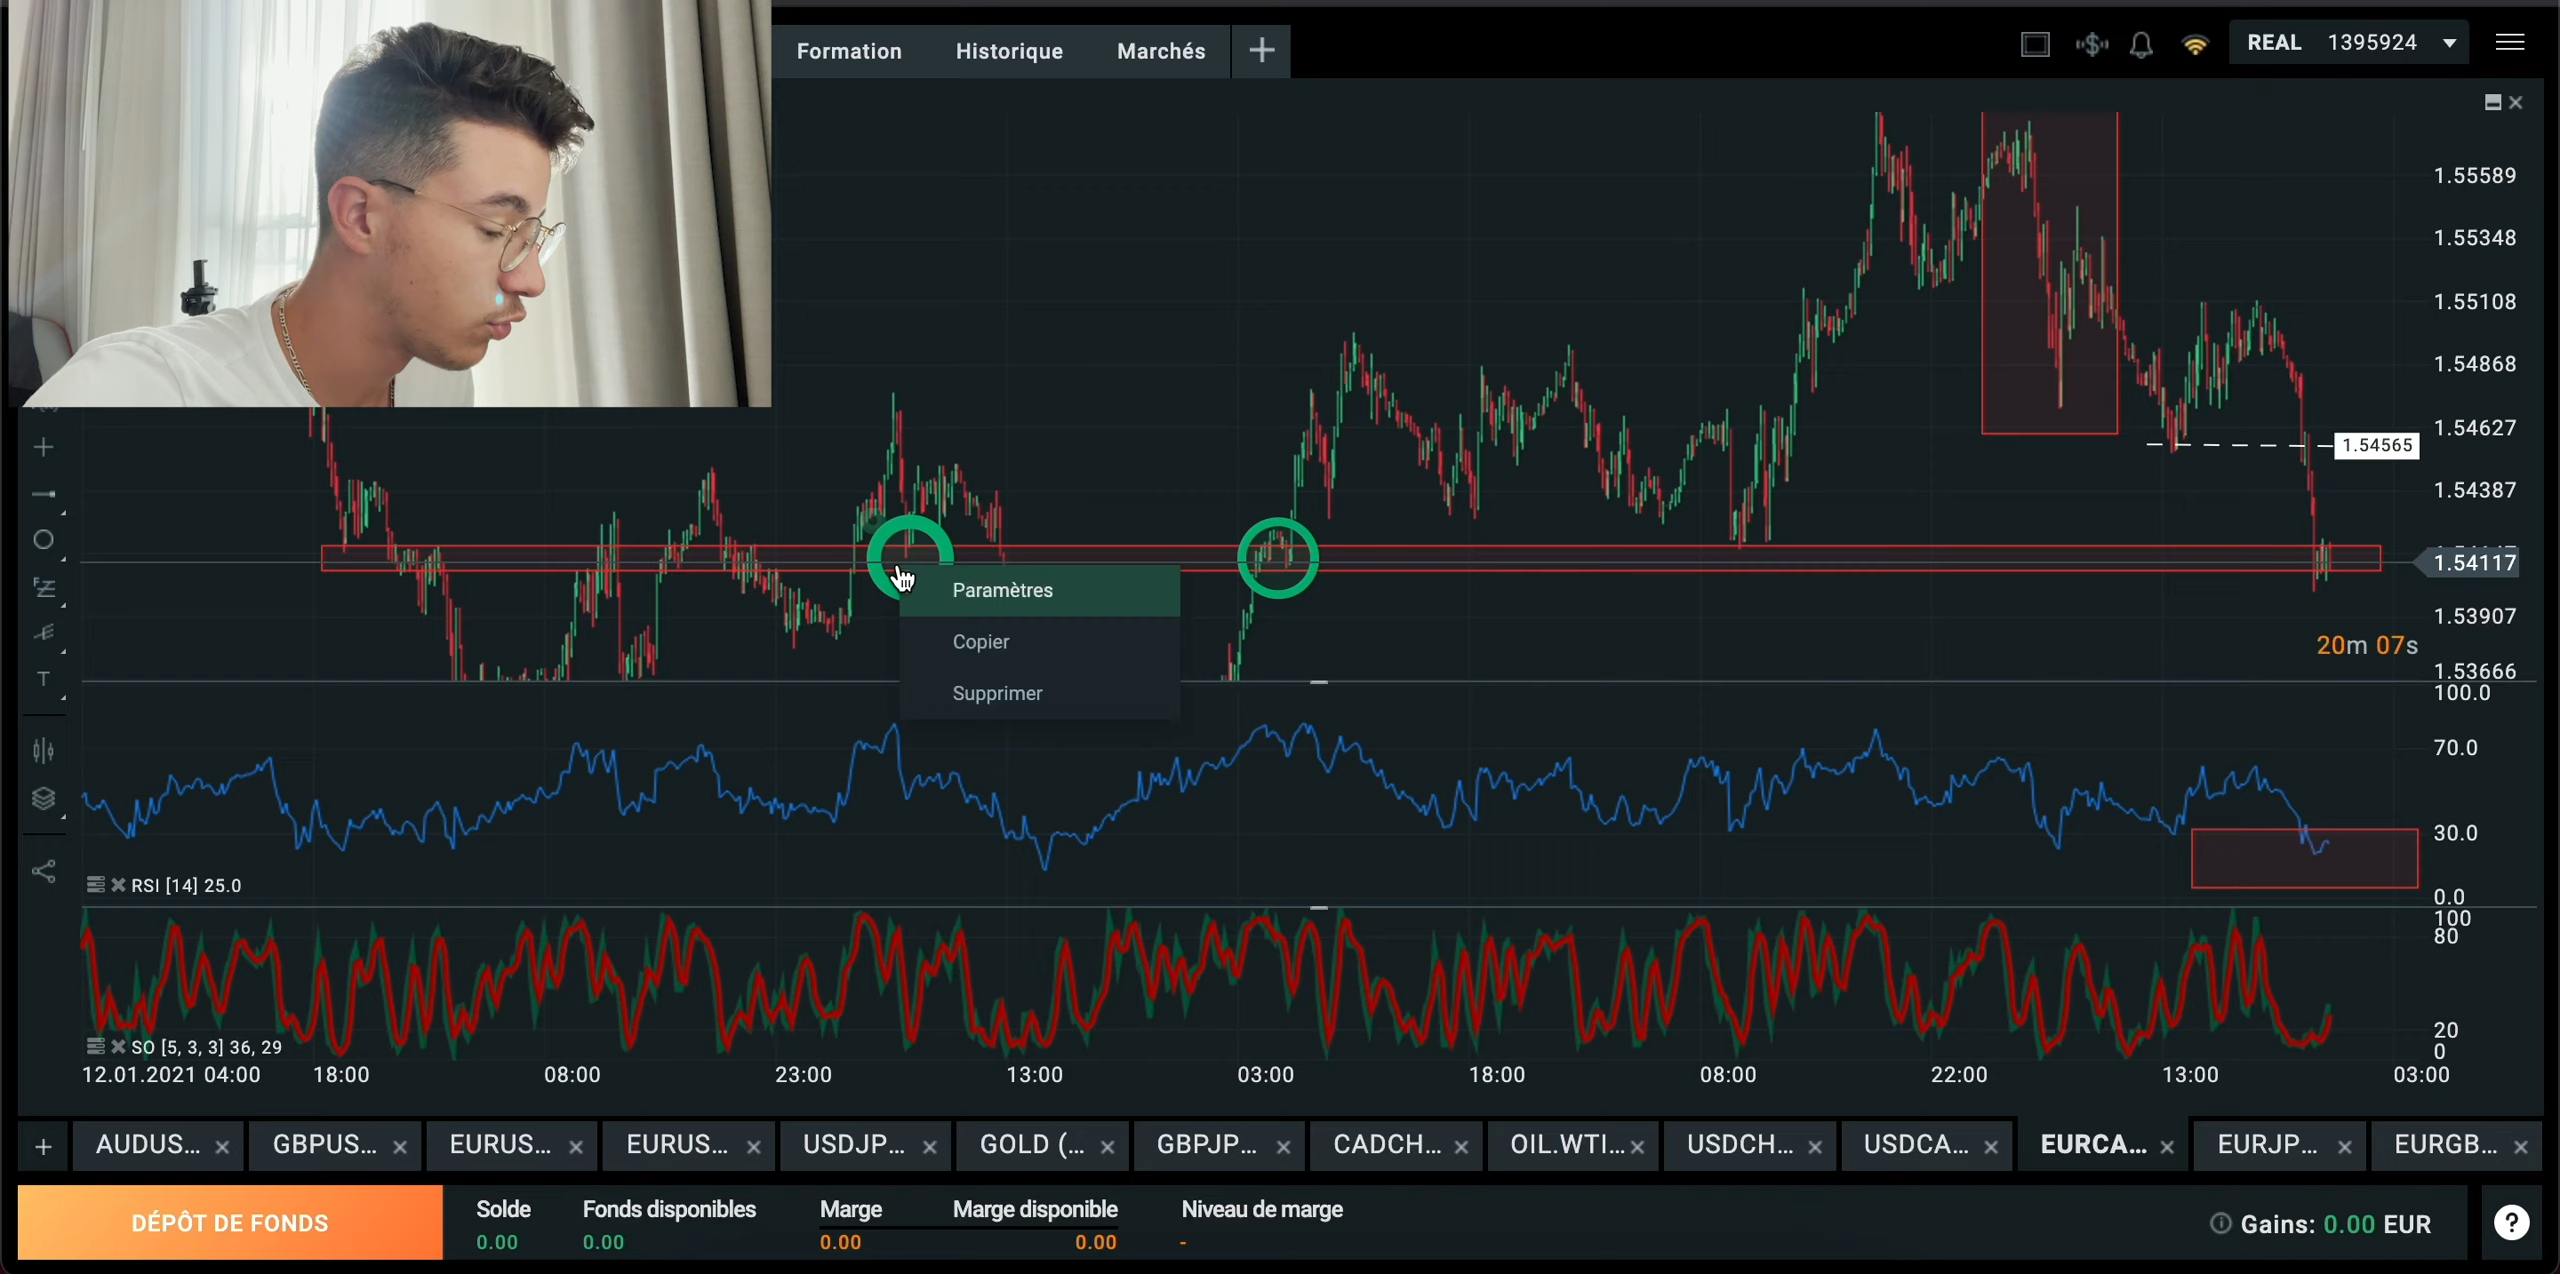 Formation Historique Marchés
REAL 1395924
1.55589
1.55348
1.55108
1.54868
1.54627
1.54565
1.54387
1.54117
1.53907
20m 07s
1.53666
Paramètres
Copier
Supprimer
100.0
70.0
30.0
0.0
RSI [14] 25.0
100
80
20
0
SO [5, 3, 3] 36, 29
12.01.2021 04:00 18:00 08:00 23:00 13:00 03:00 18:00 08:00 22:00 13:00 03:00
AUDUS... GBPUS... EURUS... EURUS... USDJP... GOLD (... GBPJP... CADCH... OIL.WTI... USDCH... USDCA... EURCA... EURJP... EURGB...
DÉPÔT DE FONDS
Solde Fonds disponibles Marge Marge disponible Niveau de marge
0.00 0.00 0.00 0.00 -
Gains: 0.00 EUR
?